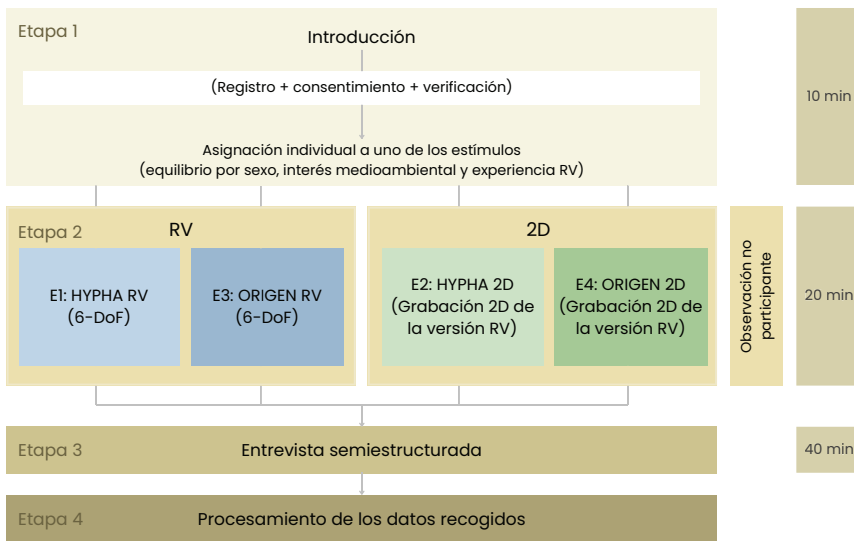 Etapa 1
Introducción
(Registro + consentimiento + verificación)
10 min
Asignación individual a uno de los estímulos
(equilibrio por sexo, interés medioambiental y experiencia RV)
Etapa 2
RV
2D
E1: HYPHA RV
(6-DoF)
E3: ORIGEN RV
(6-DoF)
E2: HYPHA 2D
(Grabación 2D de
la versión RV)
E4: ORIGEN 2D
(Grabación 2D de
la versión RV)
Observación no
participante
20 min
Etapa 3
Entrevista semiestructurada
40 min
Etapa 4
Procesamiento de los datos recogidos